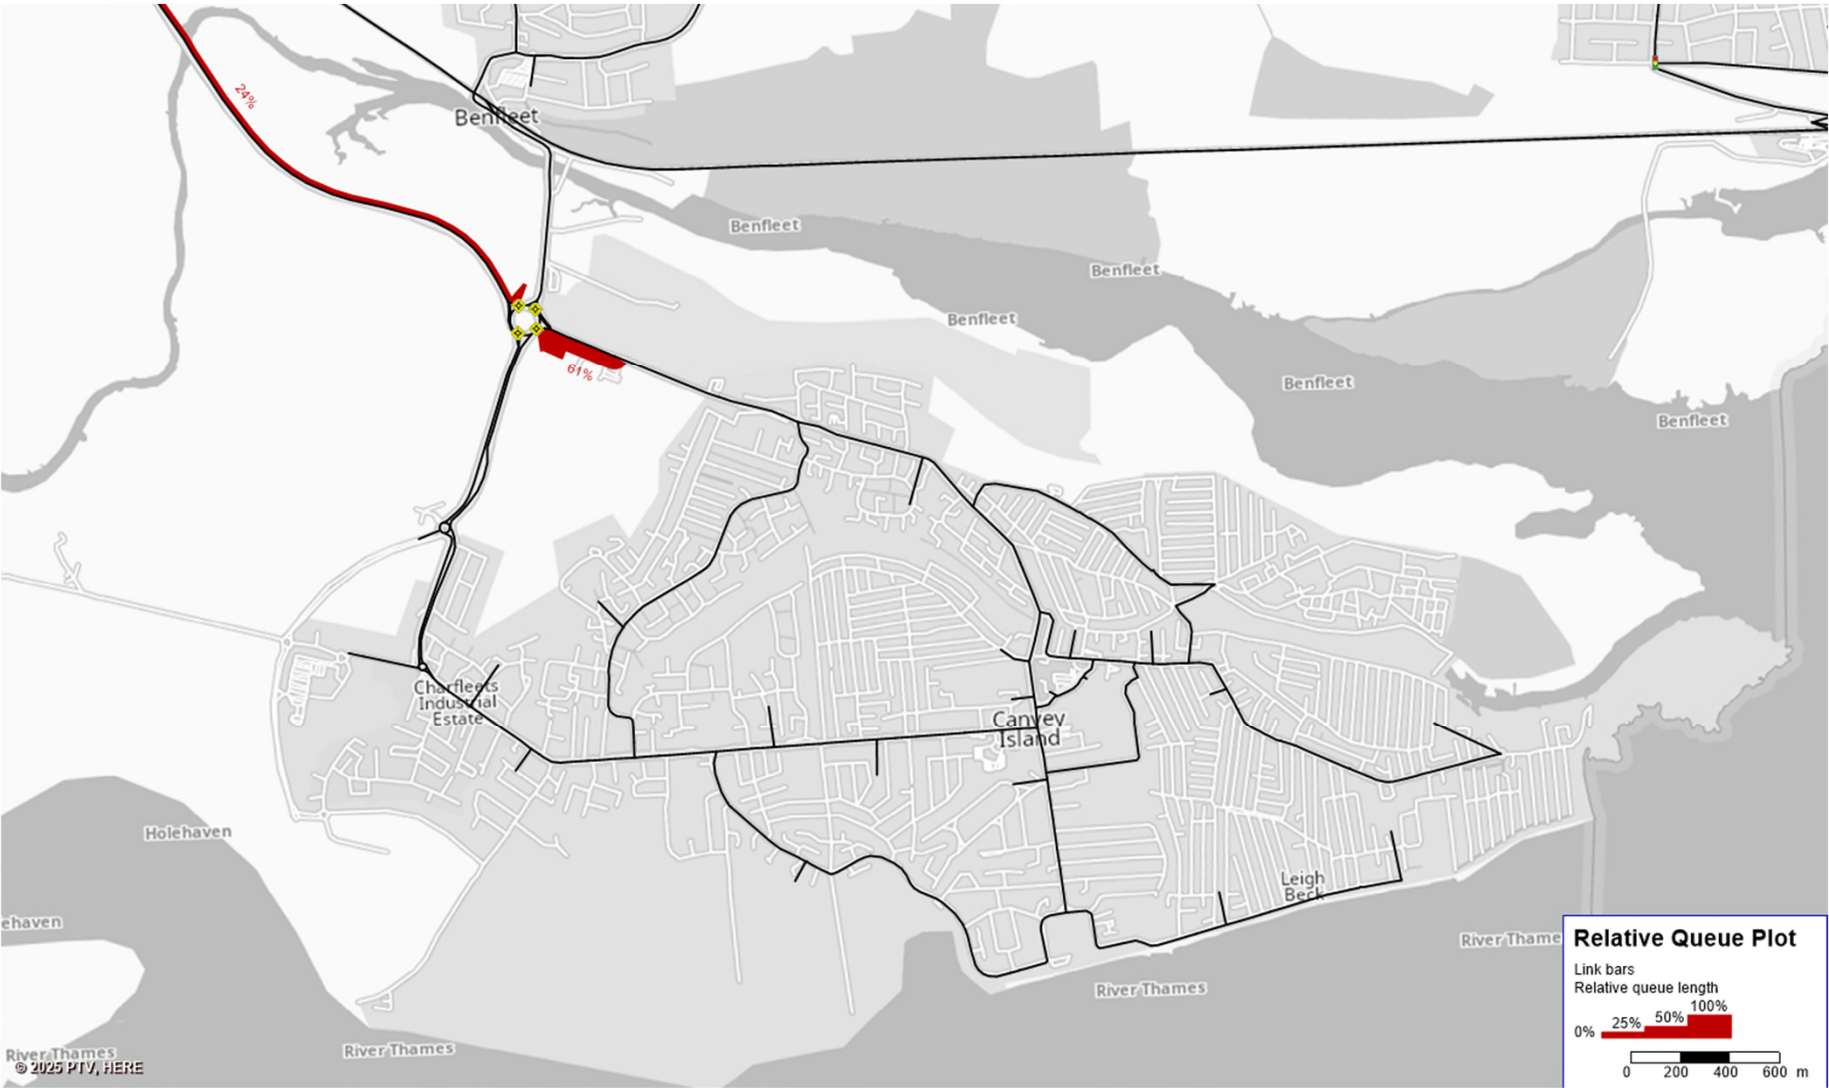 24%
Benfleet
Benfleet
Benfleet
Benfleet
61%
Benfleet
Benfleet
Charfleets
Industrial
Estate
Canvey
Island
Holehaven
Leigh
Beck
ehaven
River Thame
River Thames
River Thames
River Thames
© 2025 PTV, HERE
Relative Queue Plot
Link bars
Relative queue length
0% 25% 50% 100%
0 200 400 600 m